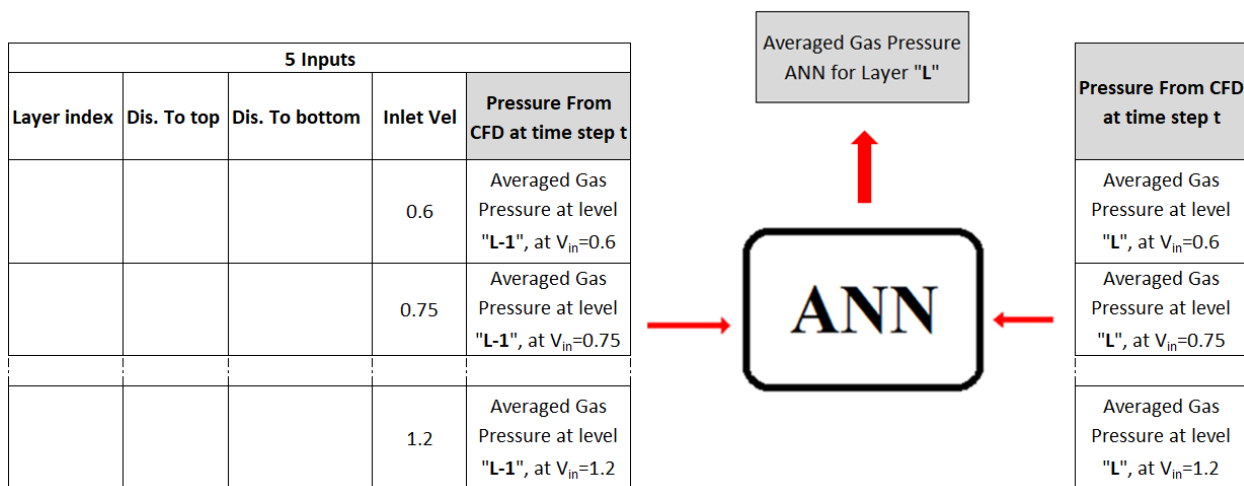 5 Inputs
Layer index
Dis. To top
Dis. To bottom
Inlet Vel
Pressure From
CFD at time step t
0.6
Averaged Gas
Pressure at level
"L-1", at Vin=0.6
0.75
Averaged Gas
Pressure at level
"L-1", at Vin=0.75
1.2
Averaged Gas
Pressure at level
"L-1", at Vin=1.2
Averaged Gas Pressure
ANN for Layer "L"
ANN
Pressure From CFD
at time step t
Averaged Gas
Pressure at level
"L", at Vin=0.6
Averaged Gas
Pressure at level
"L", at Vin=0.75
Averaged Gas
Pressure at level
"L", at Vin=1.2